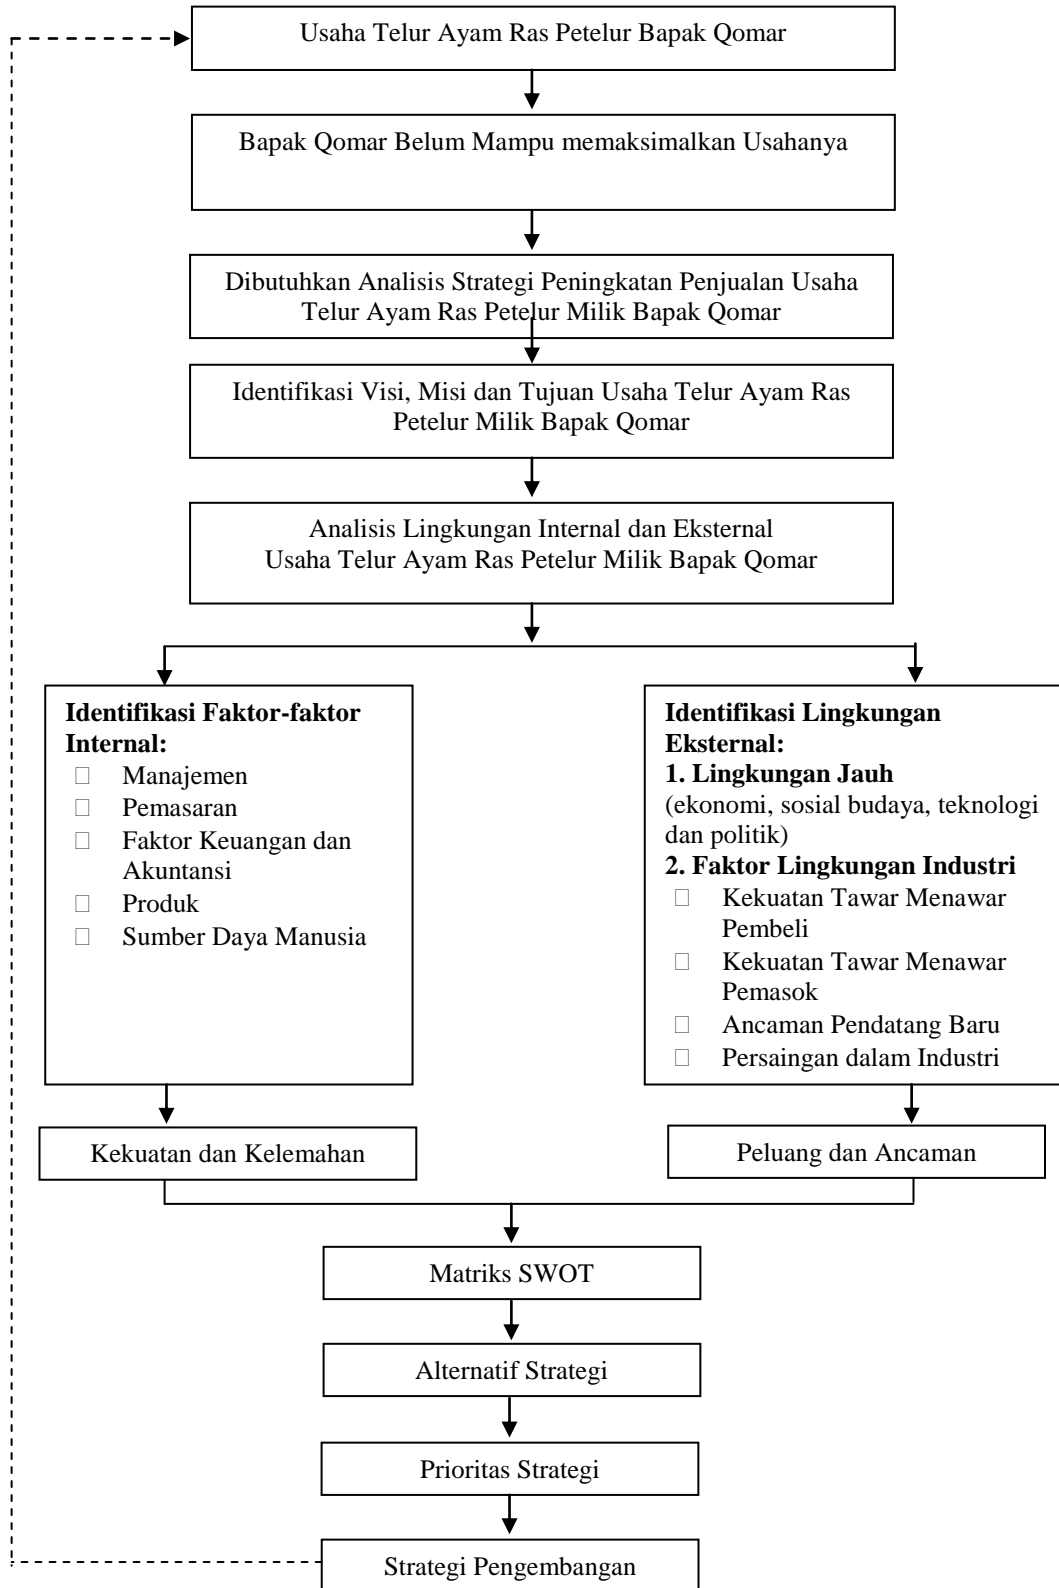 Usaha Telur Ayam Ras Petelur Bapak Qomar
Bapak Qomar Belum Mampu memaksimalkan Usahanya
Dibutuhkan Analisis Strategi Peningkatan Penjualan Usaha
Telur Ayam Ras Petelur Milik Bapak Qomar
Identifikasi Visi, Misi dan Tujuan Usaha Telur Ayam Ras
Petelur Milik Bapak Qomar
Analisis Lingkungan Internal dan Eksternal
Usaha Telur Ayam Ras Petelur Milik Bapak Qomar
Identifikasi Faktor-faktor
Internal:
Manajemen
Pemasaran
Faktor Keuangan dan
Akuntansi
Produk
Sumber Daya Manusia
Identifikasi Lingkungan
Eksternal:
1. Lingkungan Jauh
(ekonomi, sosial budaya, teknologi
dan politik)
2. Faktor Lingkungan Industri
Kekuatan Tawar Menawar
Pembeli
Kekuatan Tawar Menawar
Pemasok
Ancaman Pendatang Baru
Persaingan dalam Industri
Kekuatan dan Kelemahan
Peluang dan Ancaman
Matriks SWOT
Alternatif Strategi
Prioritas Strategi
Strategi Pengembangan